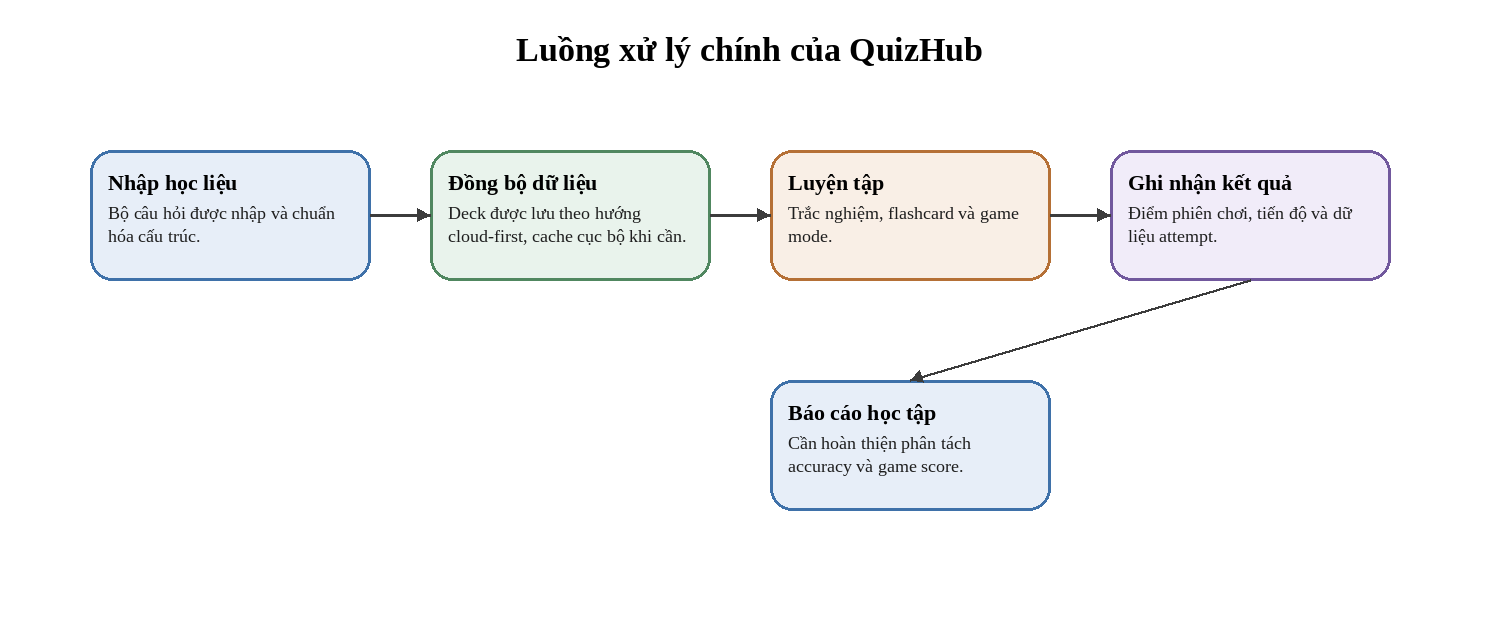 Luồng xử lý chính của QuizHub
Nhập học liệu
Bộ câu hỏi được nhập và chuẩn
hóa cấu trúc.
Đồng bộ dữ liệu
Deck được lưu theo hướng
cloud-first, cache cục bộ khi cần.
Luyện tập
Trắc nghiệm, flashcard và game
mode.
Ghi nhận kết quả
Điểm phiên chơi, tiến độ và dữ
liệu attempt.
Báo cáo học tập
Cần hoàn thiện phân tách
accuracy và game score.